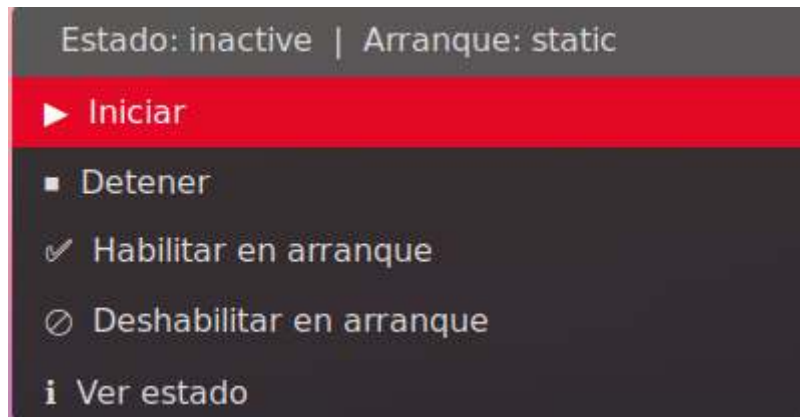 Estado: inactive | Arranque: static
▶ Iniciar
▪ Detener
✅ Habilitar en arranque
🚫 Deshabilitar en arranque
ℹ Ver estado